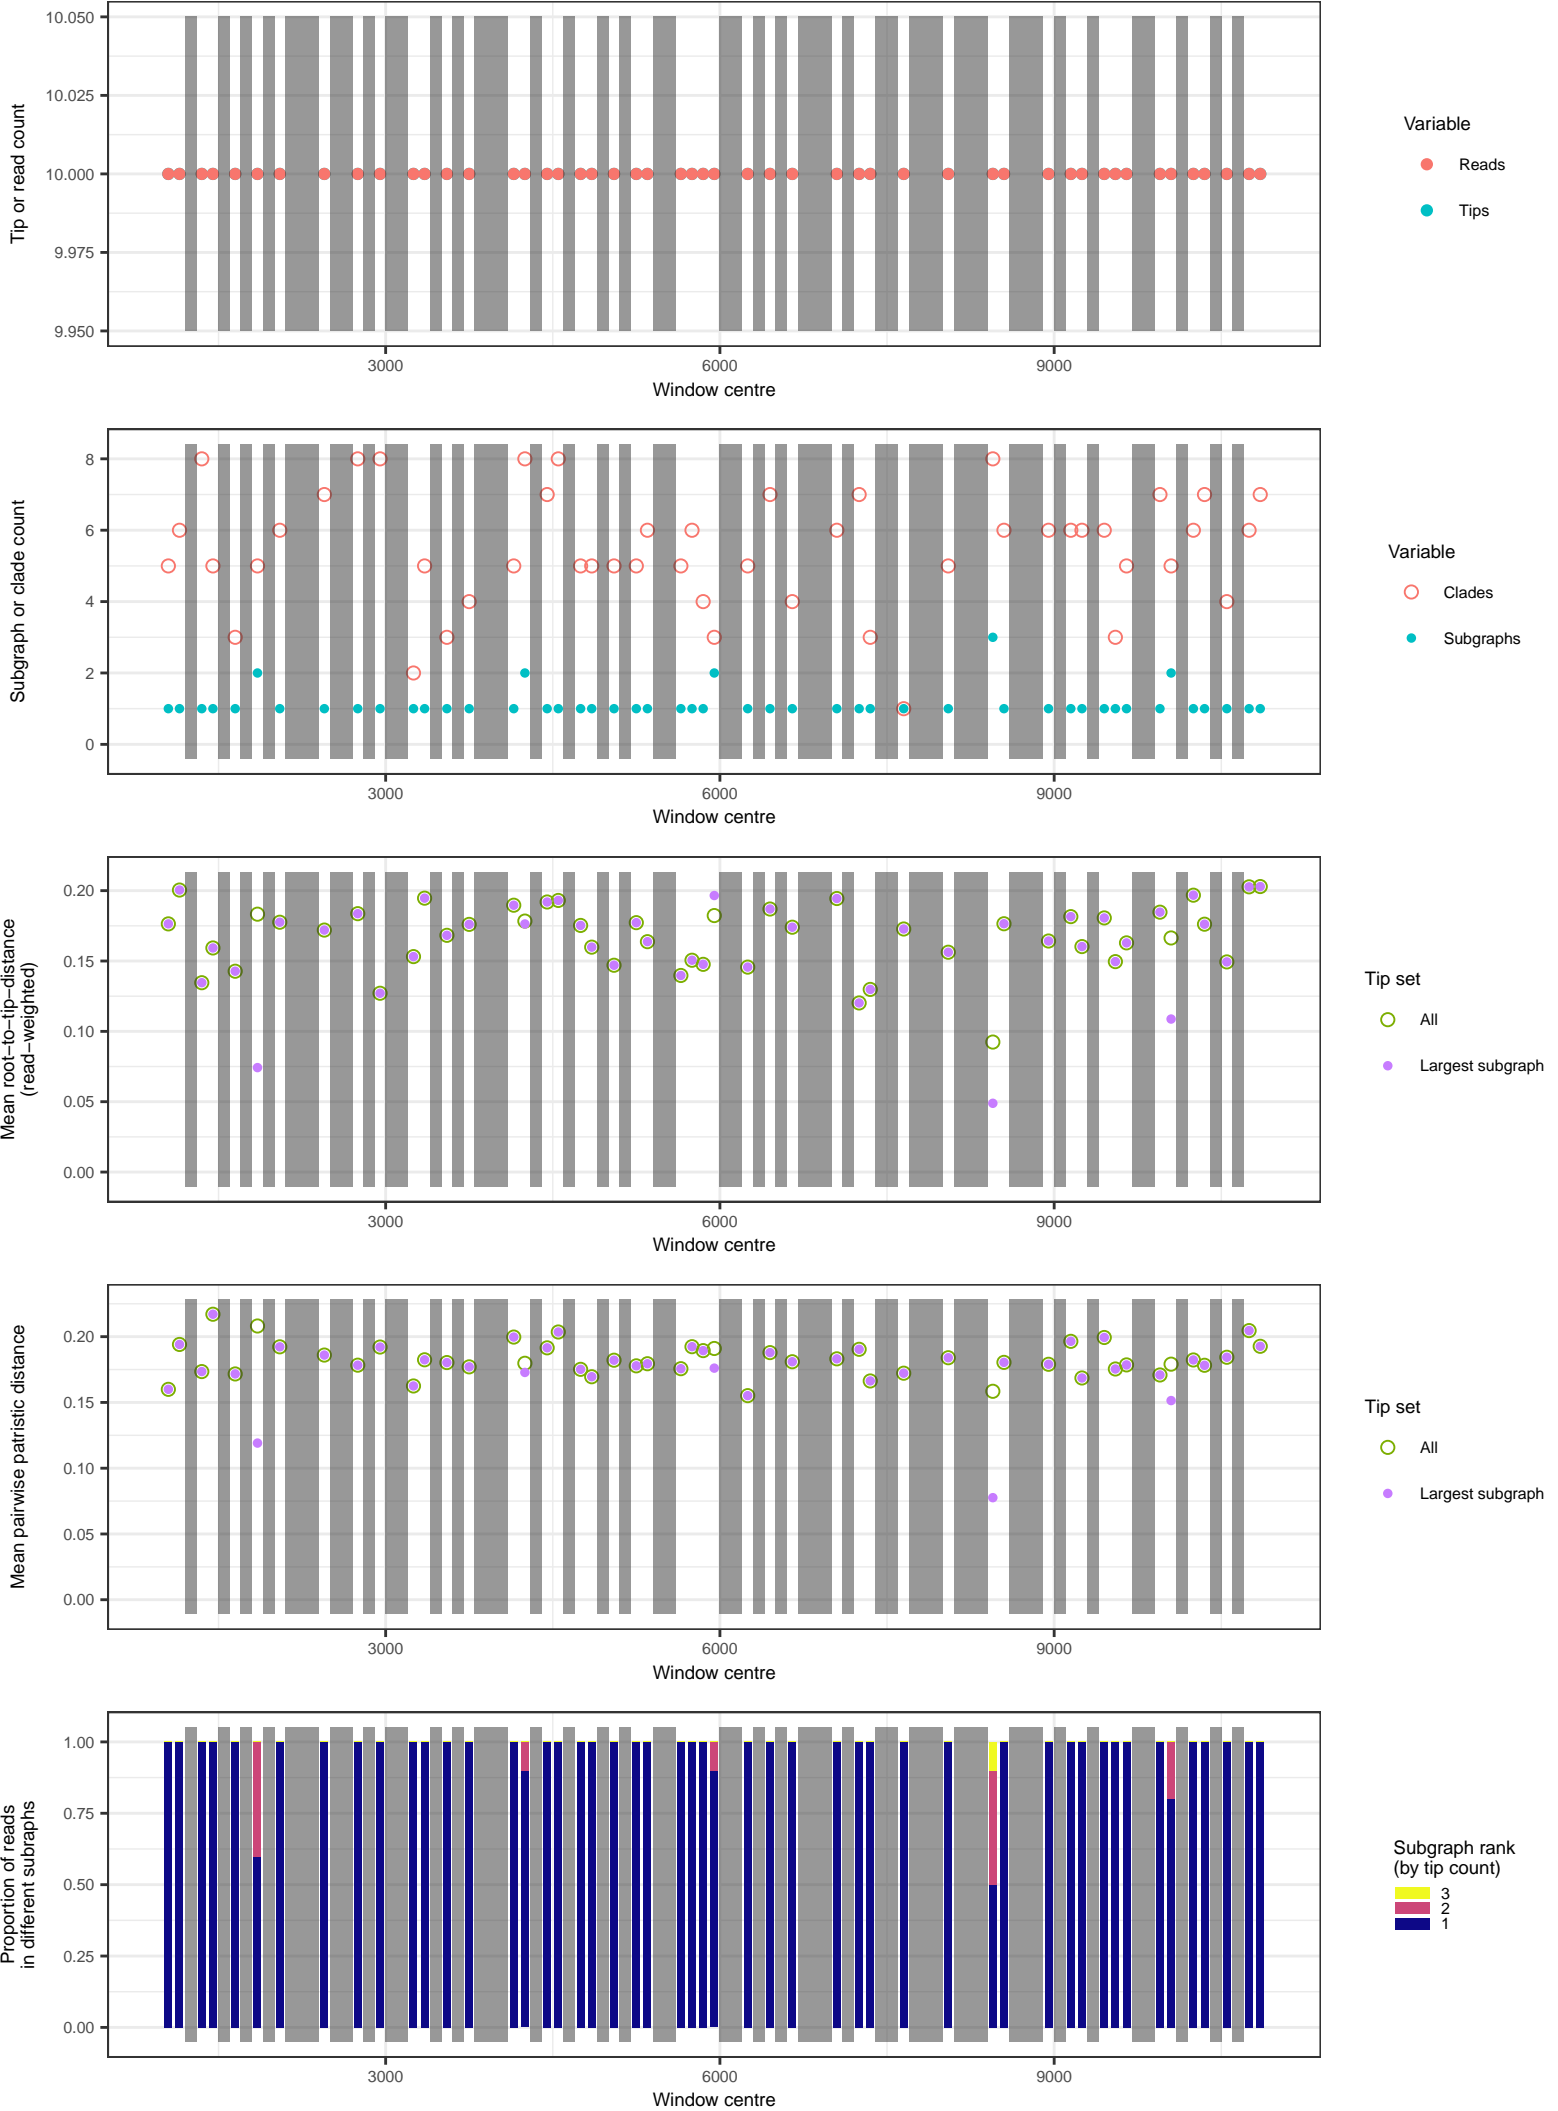 10.050
10.025
10.000
9.975
9.950
Tip or read count
3000
6000
9000
Window centre
Variable
Reads
Tips
8
6
4
2
0
Subgraph or clade count
3000
6000
9000
Window centre
Variable
Clades
Subgraphs
0.20
0.15
0.10
0.05
0.00
Mean root−to−tip−distance
(read−weighted)
3000
6000
9000
Window centre
Tip set
All
Largest subgraph
0.20
0.15
0.10
0.05
0.00
Mean pairwise patristic distance
3000
6000
9000
Window centre
Tip set
All
Largest subgraph
1.00
0.75
0.50
0.25
0.00
Proportion of reads
in different subraphs
3000
6000
9000
Window centre
Subgraph rank
(by tip count)
3
2
1